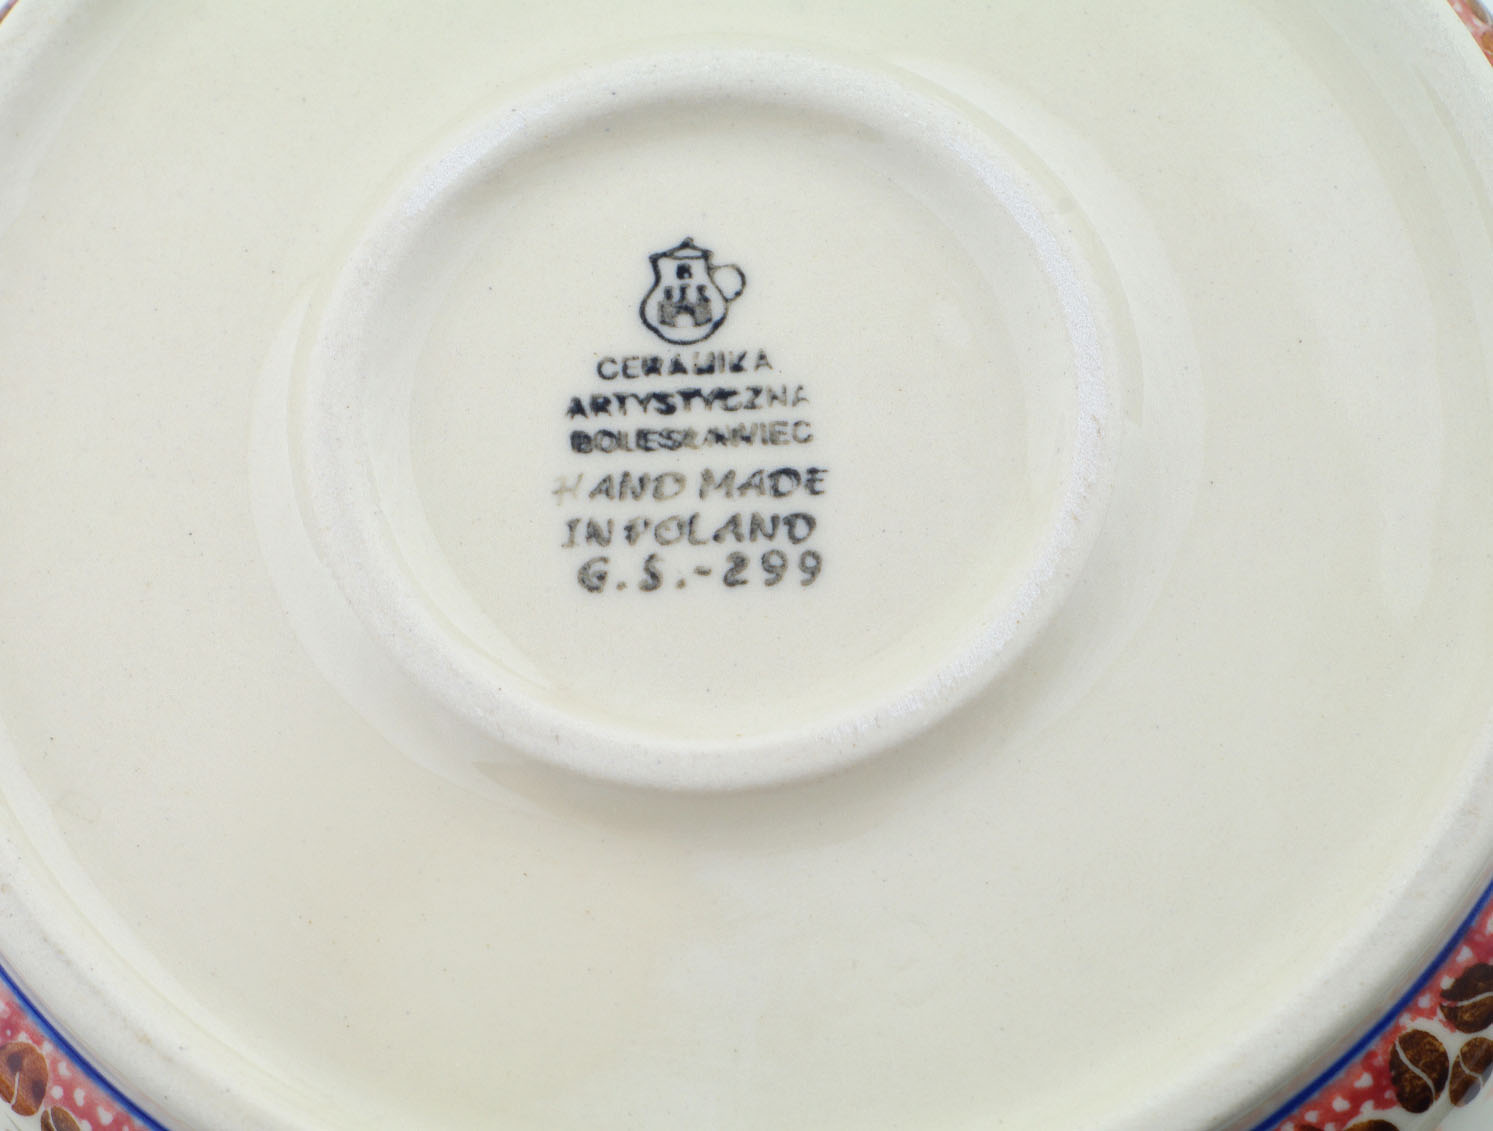 B
CERAMIKA
ARTYSTYCZNA
BOLESŁAWIEC
HAND MADE
IN POLAND
G.S.-299